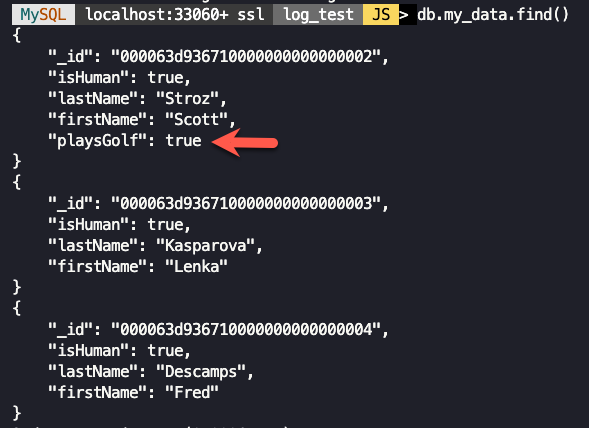 MySQL localhost:33060+ ssl log_test JS > db.my_data.find()
{
"_id": "000063d936710000000000000002",
"isHuman": true,
"lastName": "Stroz",
"firstName": "Scott",
"playsGolf": true
}
{
"_id": "000063d936710000000000000003",
"isHuman": true,
"lastName": "Kasparova",
"firstName": "Lenka"
}
{
"_id": "000063d936710000000000000004",
"isHuman": true,
"lastName": "Descamps",
"firstName": "Fred"
}